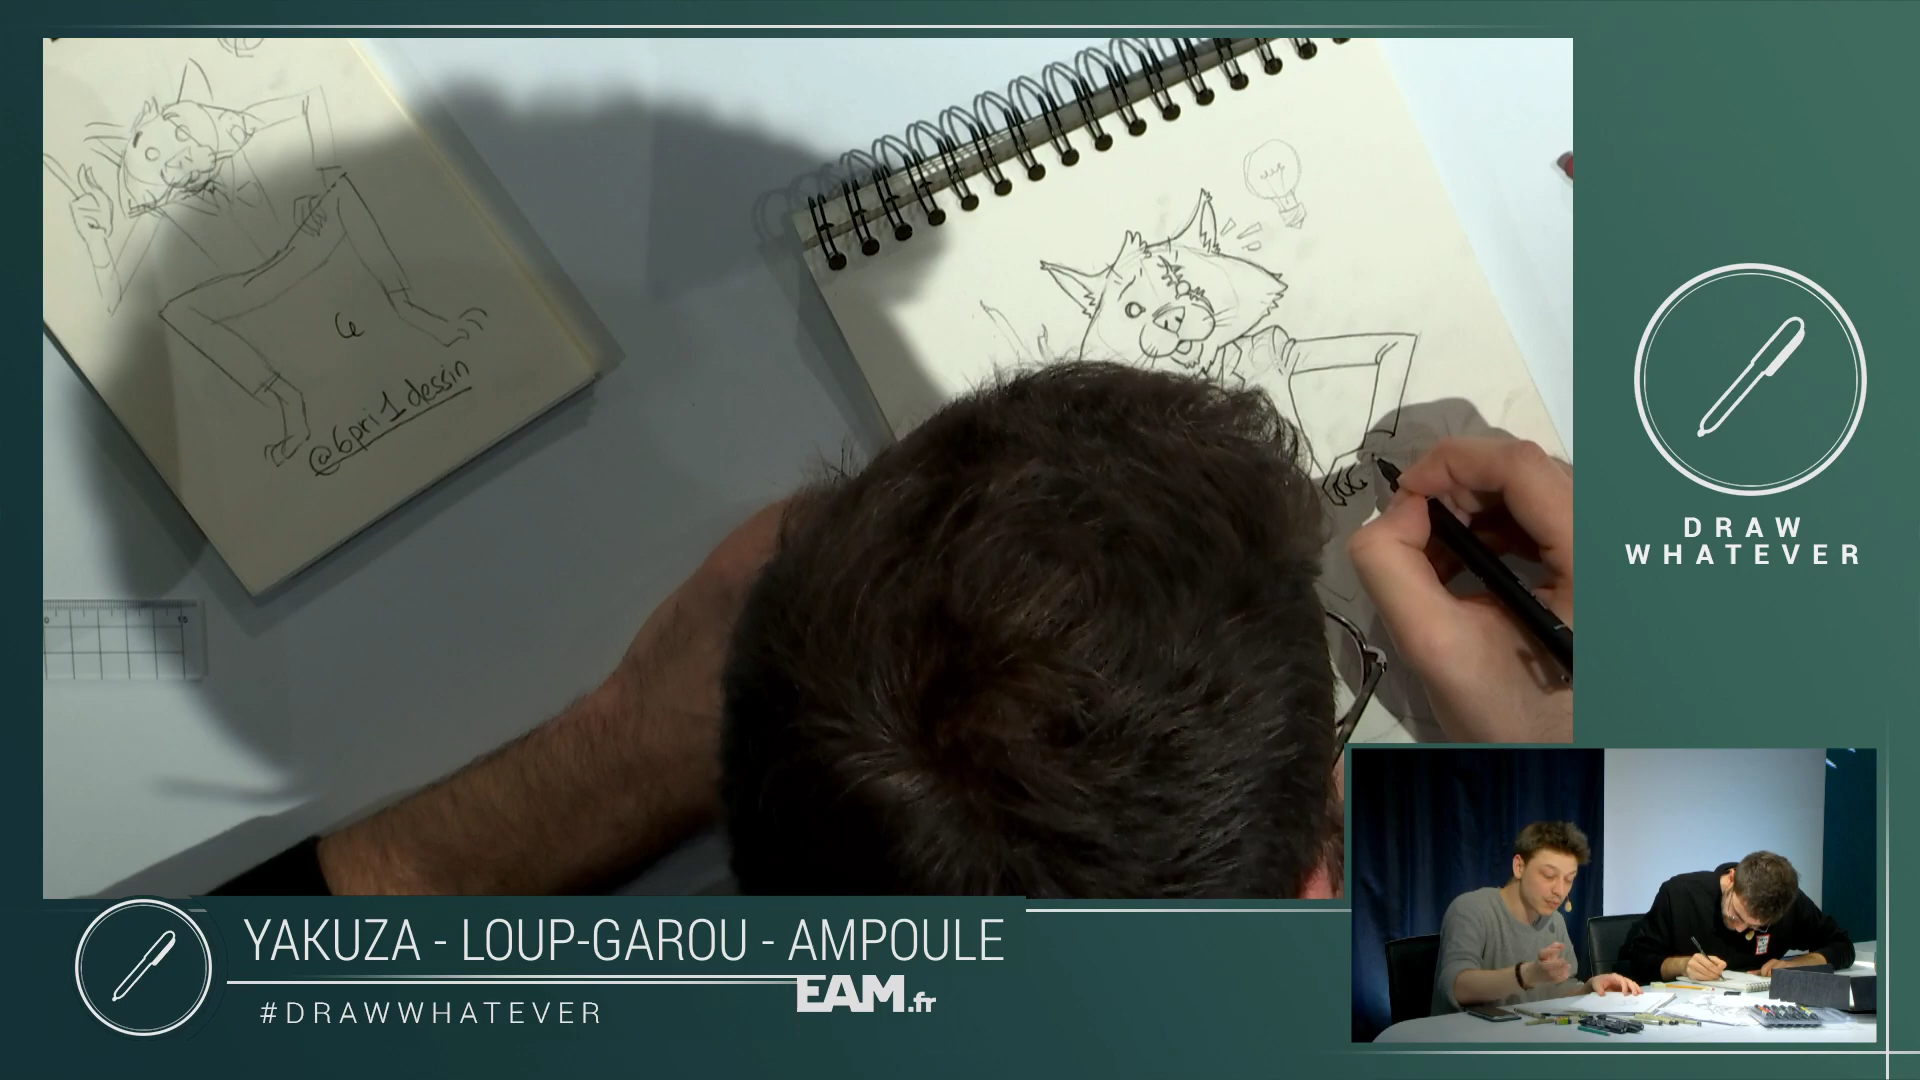 @6pri1dessin
DRAW
WHATEVER
YAKUZA - LOUP-GAROU - AMPOULE
EAM.fr
#DRAWWHATEVER